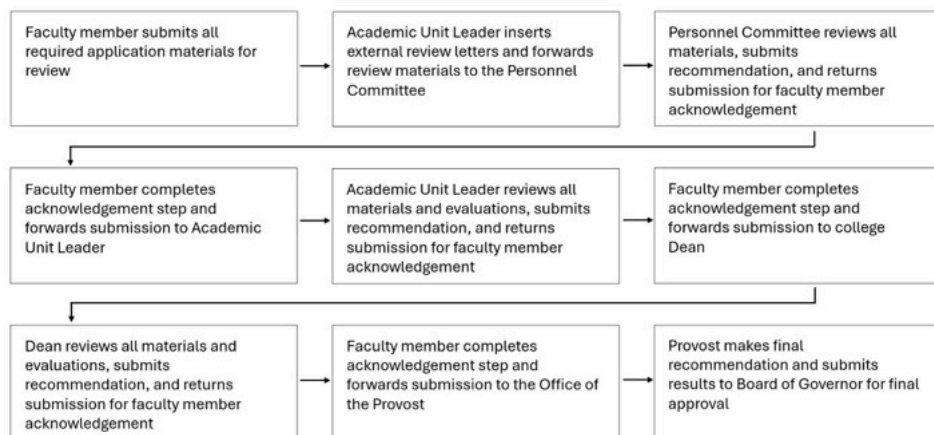 Faculty member submits all
required application materials for
review
Academic Unit Leader inserts
external review letters and forwards
review materials to the Personnel
Committee
Personnel Committee reviews all
materials, submits
recommendation, and returns
submission for faculty member
acknowledgement
Faculty member completes
acknowledgement step and
forwards submission to Academic
Unit Leader
Academic Unit Leader reviews all
materials and evaluations, submits
recommendation, and returns
submission for faculty member
acknowledgement
Faculty member completes
acknowledgement step and
forwards submission to college
Dean
Dean reviews all materials and
evaluations, submits
recommendation, and returns
submission for faculty member
acknowledgement
Faculty member completes
acknowledgement step and
forwards submission to the Office of
the Provost
Provost makes final
recommendation and submits
results to Board of Governor for final
approval